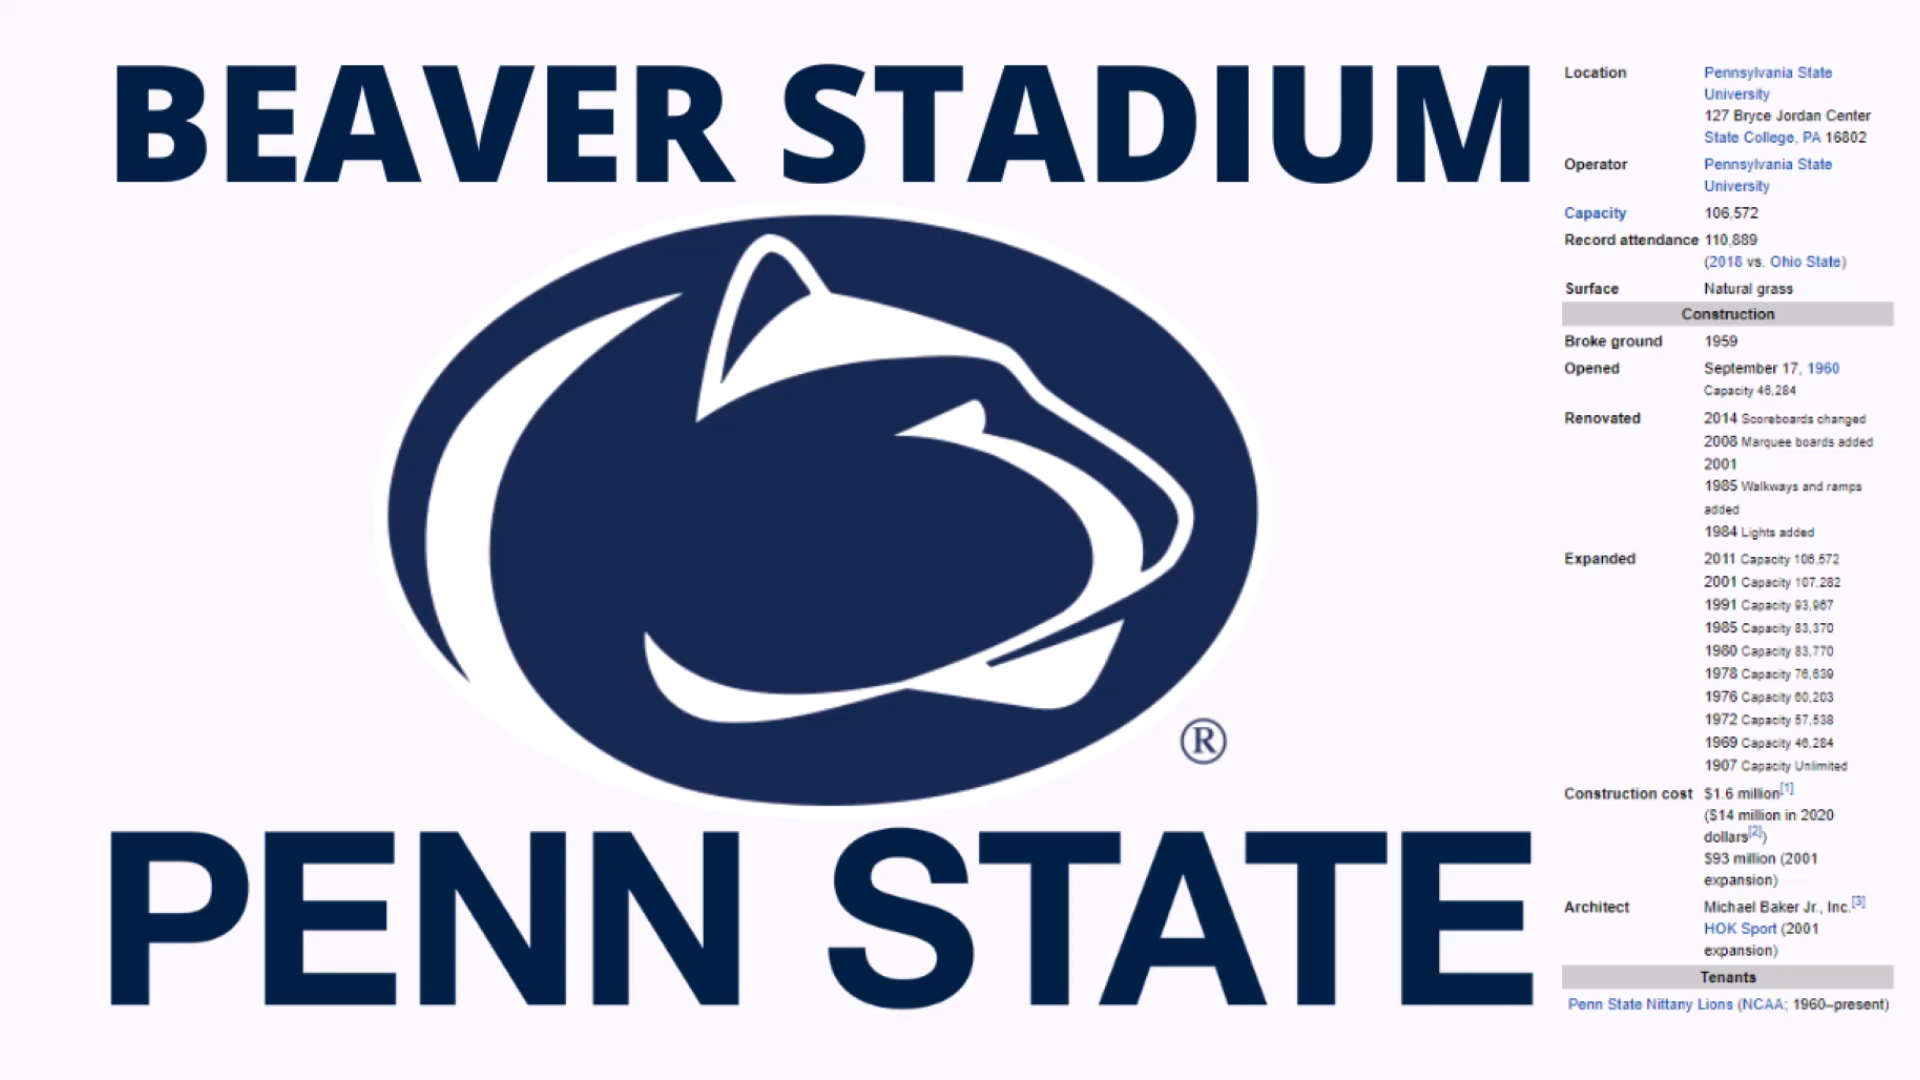 BEAVER STADIUM
PENN STATE
®
Location Pennsylvania State
University
127 Bryce Jordan Center
State College, PA 16802
Operator Pennsylvania State
University
Capacity 106,572
Record attendance 110,889
(2018 vs. Ohio State)
Surface Natural grass
Construction
Broke ground 1959
Opened September 17, 1960
Capacity 46,284
Renovated 2014 Scoreboards changed
2008 Marquee boards added
2001
1985 Walkways and ramps
added
1984 Lights added
Expanded 2011 Capacity 106,572
2001 Capacity 107,282
1991 Capacity 93,967
1985 Capacity 83,370
1980 Capacity 83,770
1978 Capacity 76,639
1976 Capacity 60,203
1972 Capacity 57,538
1969 Capacity 46,284
1907 Capacity Unlimited
Construction cost $1.6 million[1]
($14 million in 2020
dollars[2])
$93 million (2001
expansion)
Architect Michael Baker Jr., Inc.[3]
HOK Sport (2001
expansion)
Tenants
Penn State Nittany Lions (NCAA; 1960–present)